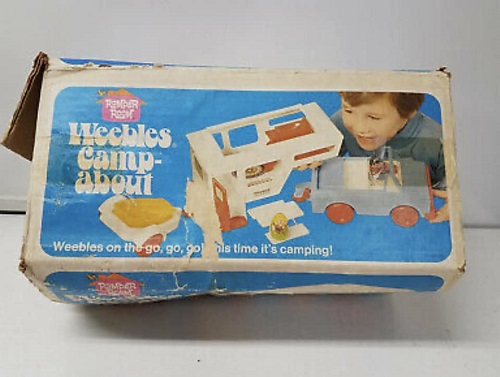 ROMPER
ROOM
Weebles
Camp-
about
Weebles on the go, go, go! this time it's camping!
ROMPER
ROOM